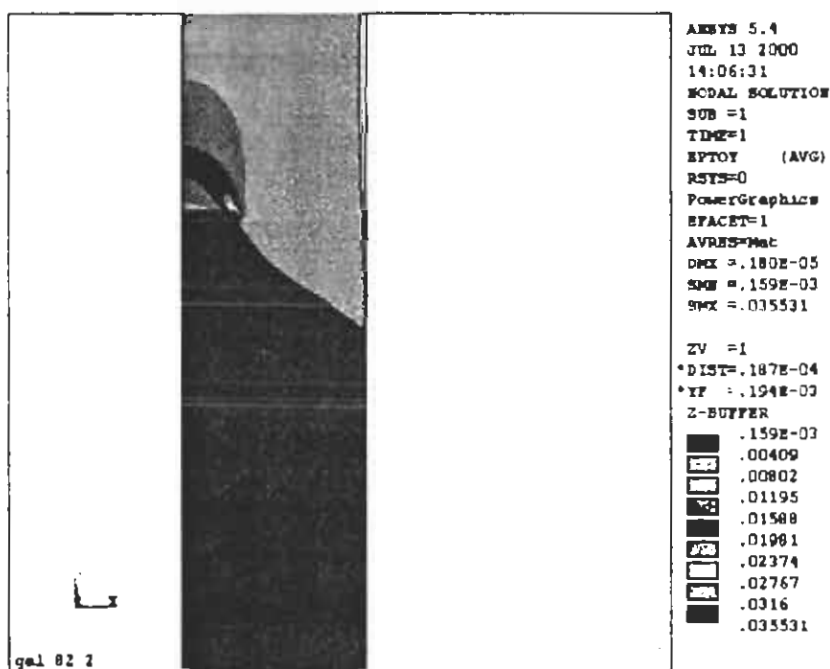 ANSYS 5.4
JUL 13 2000
14:06:31
NODAL SOLUTION
SUB =1
TIME=1
EPTOY (AVG)
RSYS=0
PowerGraphics
EFACET=1
AVRES=Mat
DMX =.180E-05
SMN =.159E-03
SMX =.035531
ZV =1
*DIST=.187E-04
*YF =.194E-03
Z-BUFFER
.159E-03
.00409
.00802
.01195
.01588
.01981
.02374
.02767
.0316
.035531
X
gal 82 2